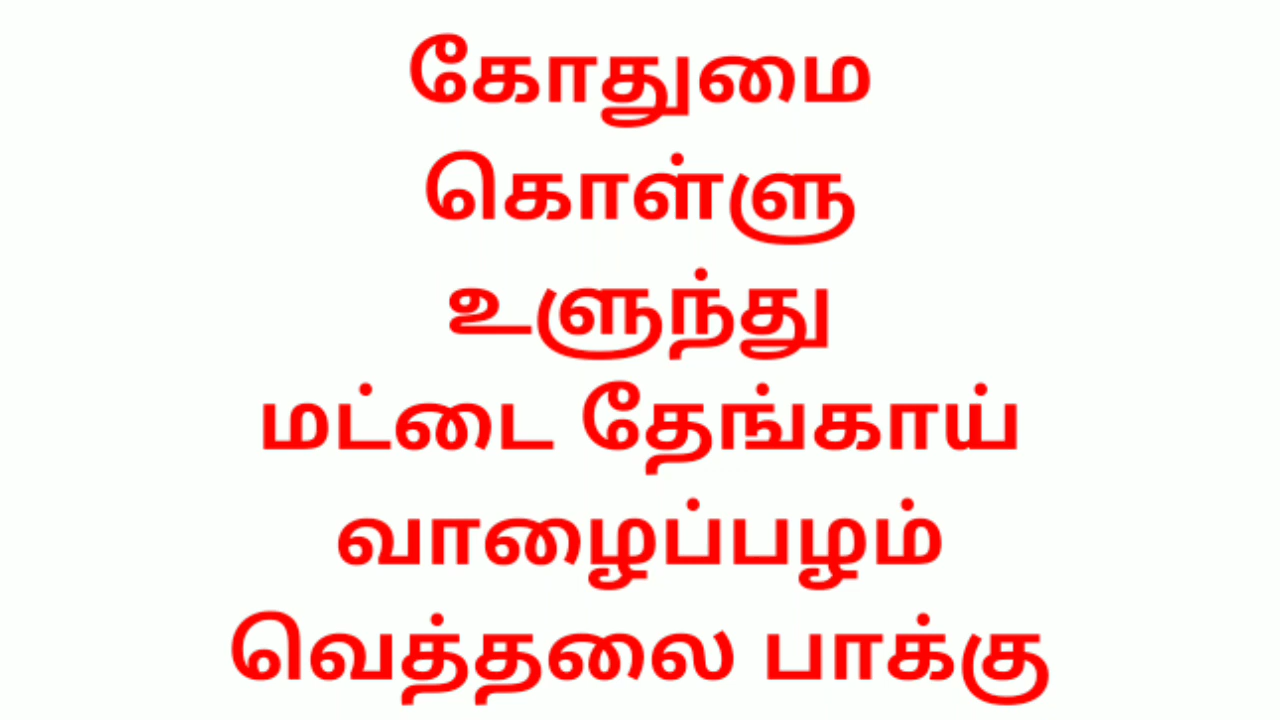 கோதுமை
கொள்ளு
உளுந்து
மட்டை தேங்காய்
வாழைப்பழம்
வெத்தலை பாக்கு